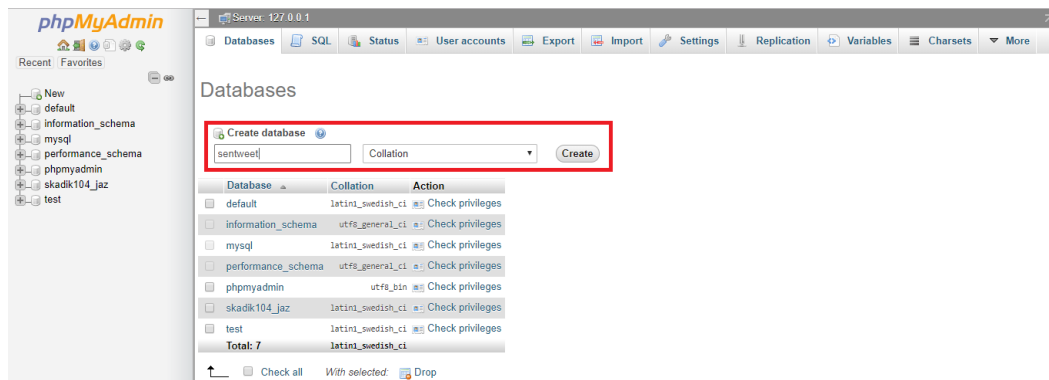 phpMyAdmin
Recent Favorites
New
default
information_schema
mysql
performance_schema
phpmyadmin
skadik104_jaz
test
Server: 127.0.0.1
Databases SQL Status User accounts Export Import Settings Replication Variables Charsets More
Databases
Create database
sentweet Collation Create
Database Collation Action
default latin1_swedish_ci Check privileges
information_schema utf8_general_ci Check privileges
mysql latin1_swedish_ci Check privileges
performance_schema utf8_general_ci Check privileges
phpmyadmin utf8_bin Check privileges
skadik104_jaz latin1_swedish_ci Check privileges
test latin1_swedish_ci Check privileges
Total: 7 latin1_swedish_ci
Check all With selected: Drop